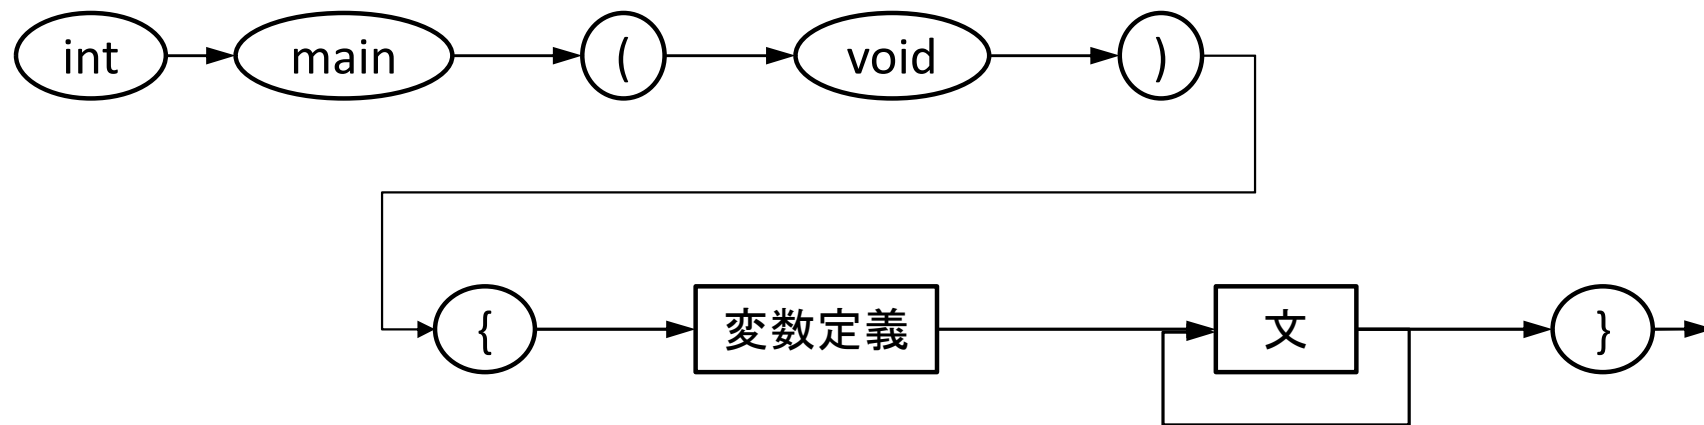 int main ( void )
{ 変数定義 文 }